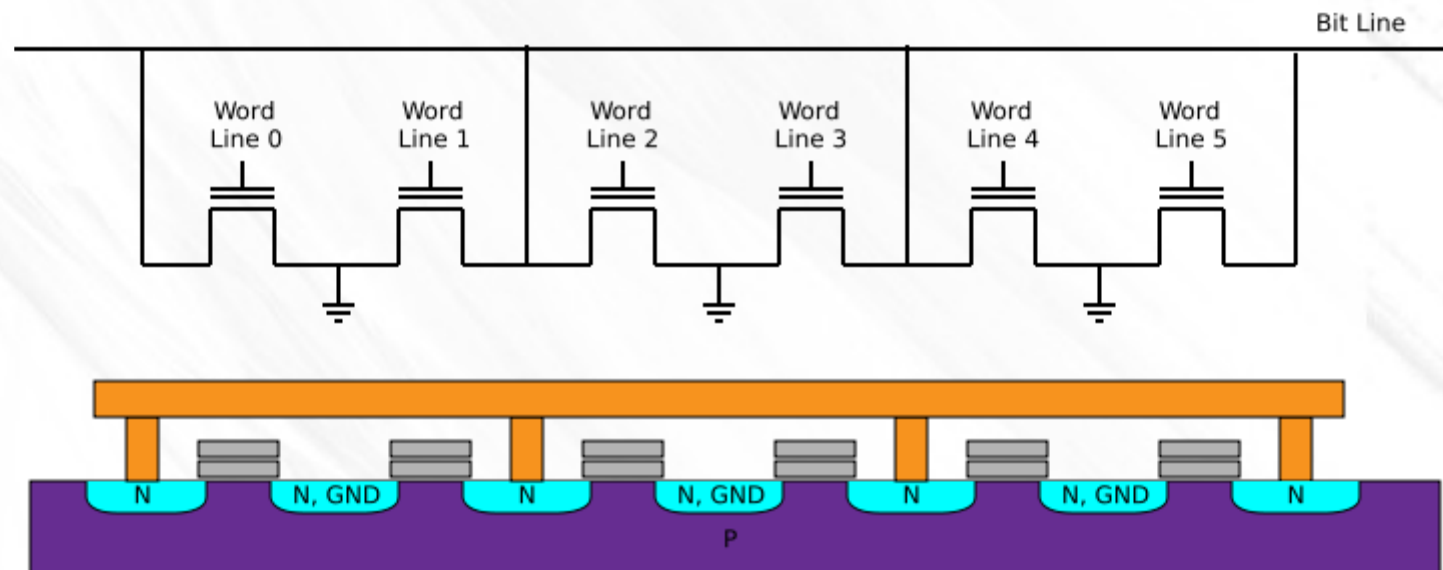 Bit Line
Word
Line 0
Word
Line 1
Word
Line 2
Word
Line 3
Word
Line 4
Word
Line 5
N
N, GND
N
N, GND
N
N, GND
N
P